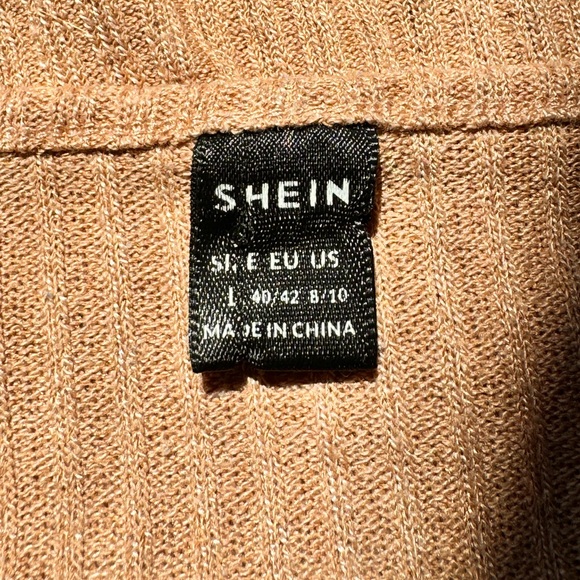 SHEIN
SIZE EU US
L 40/42 8/10
MADE IN CHINA